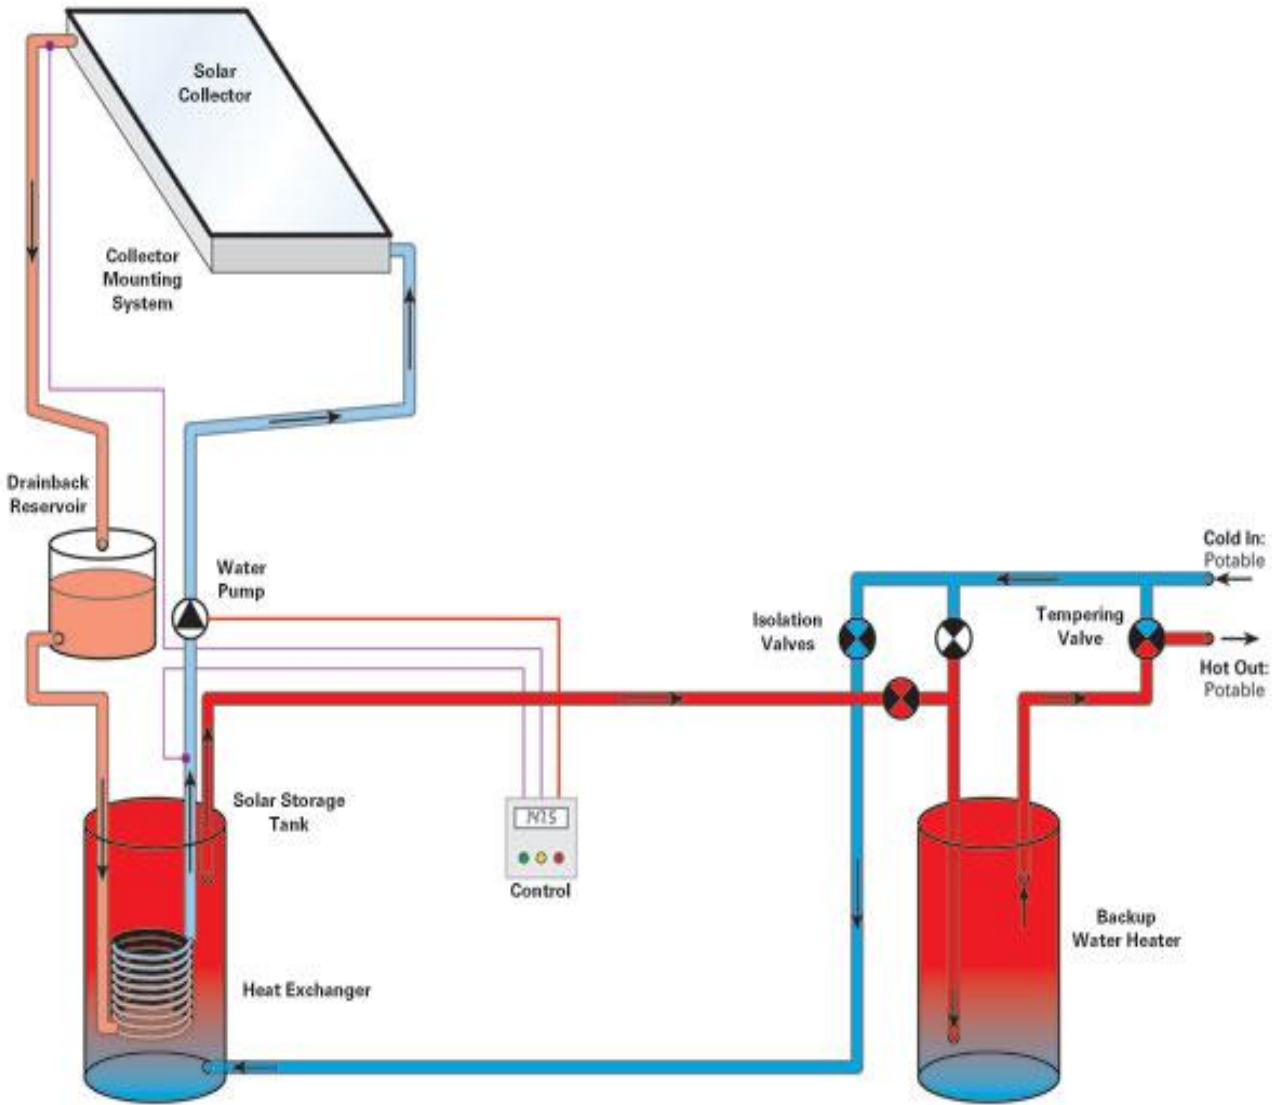 Solar
Collector
Collector
Mounting
System
Drainback
Reservoir
Water
Pump
Cold In:
Potable
Isolation
Valves
Tempering
Valve
Hot Out:
Potable
Solar Storage
Tank
Control
Backup
Water Heater
Heat Exchanger